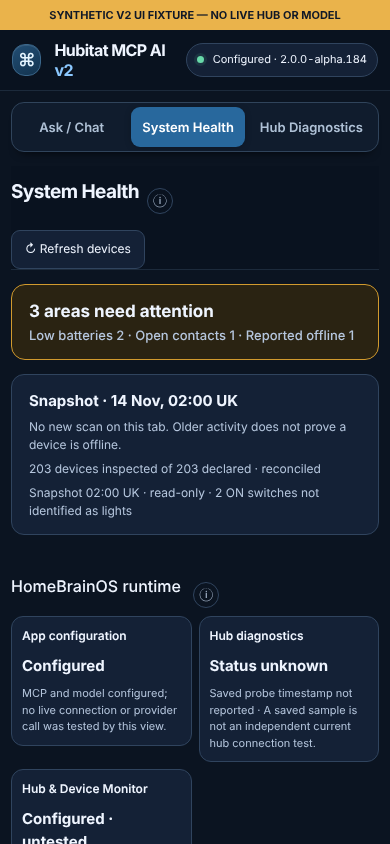 SYNTHETIC V2 UI FIXTURE — NO LIVE HUB OR MODEL
Hubitat MCP AI
v2
Configured · 2.0.0-alpha.184
Ask / Chat
System Health
Hub Diagnostics
System Health ⓘ
↻ Refresh devices
3 areas need attention
Low batteries 2 · Open contacts 1 · Reported offline 1
Snapshot · 14 Nov, 02:00 UK
No new scan on this tab. Older activity does not prove a
device is offline.
203 devices inspected of 203 declared · reconciled
Snapshot 02:00 UK · read-only · 2 ON switches not
identified as lights
HomeBrainOS runtime ⓘ
App configuration
Configured
MCP and model configured;
no live connection or provider
call was tested by this view.
Hub diagnostics
Status unknown
Saved probe timestamp not
reported · A saved sample is
not an independent current
hub connection test.
Hub & Device Monitor
Configured ·
untested